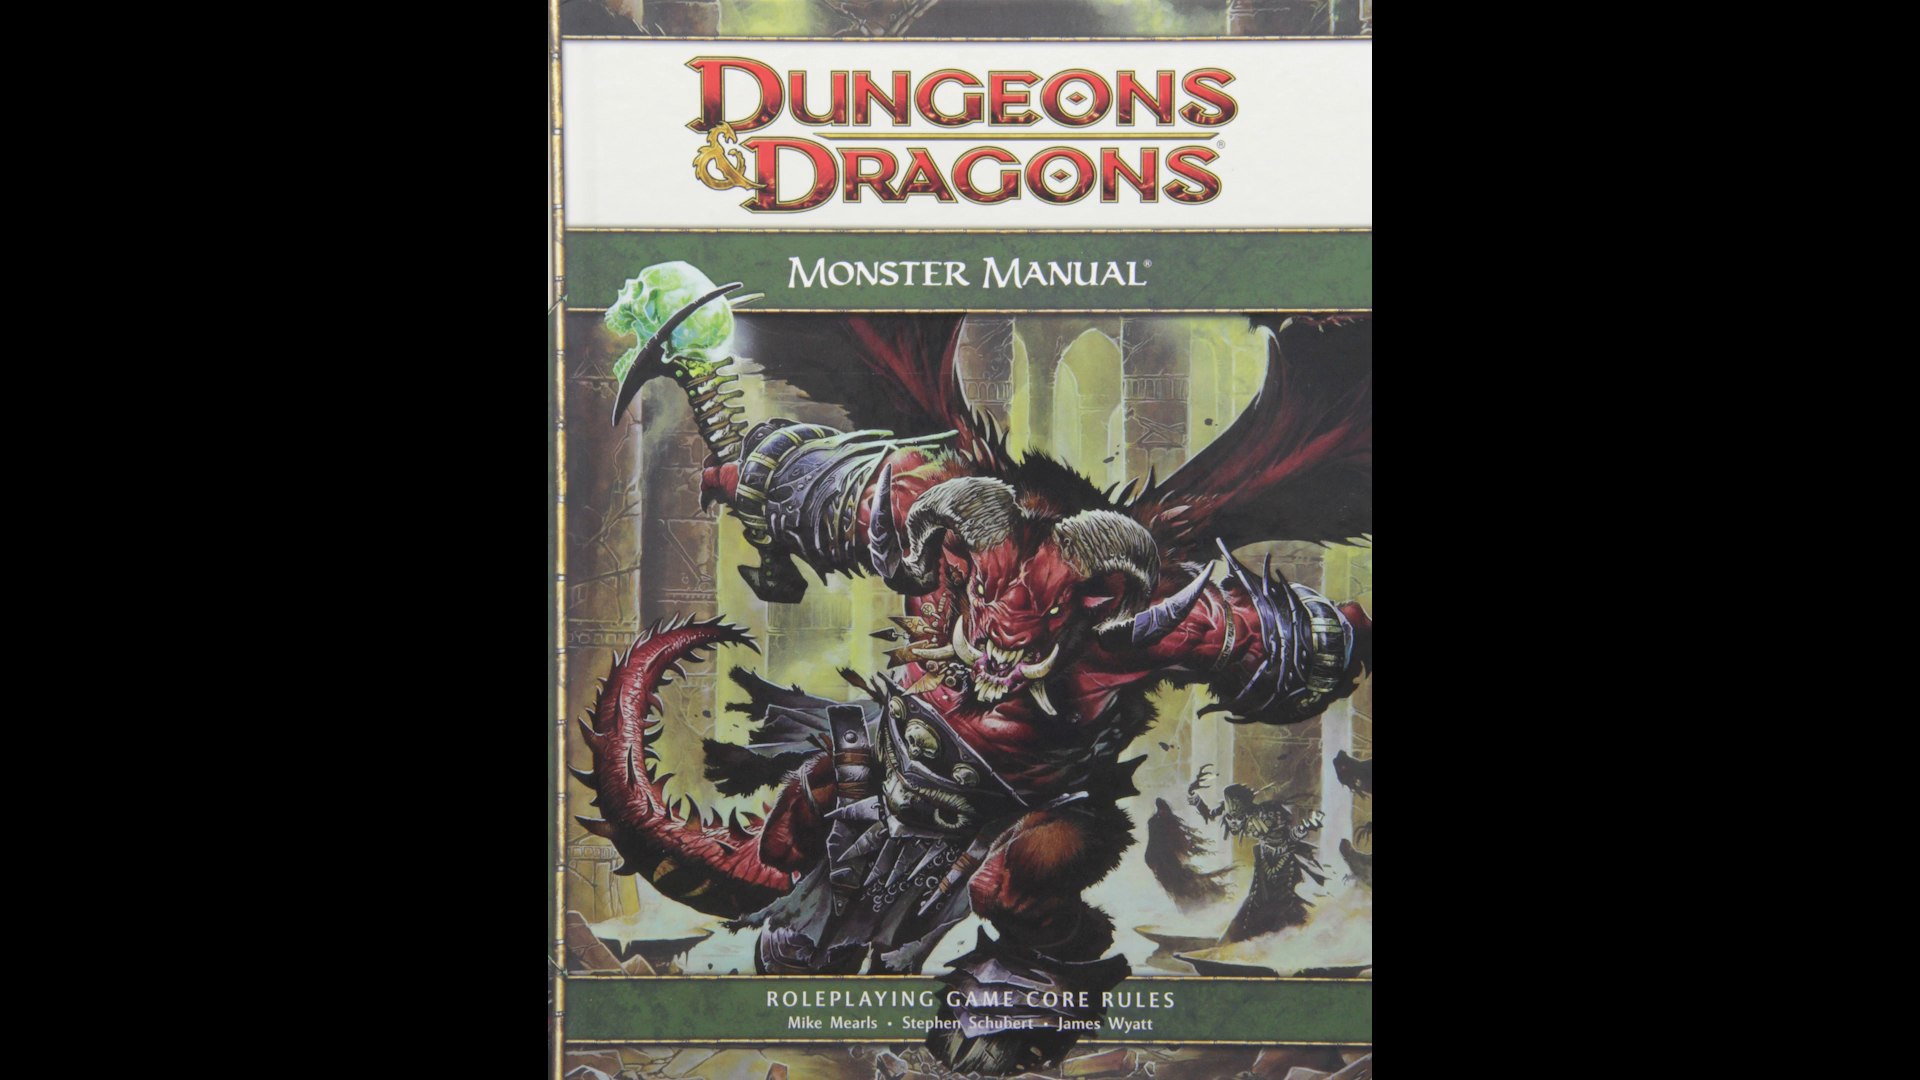 DUNGEONS
& DRAGONS®
MONSTER MANUAL®
ROLEPLAYING GAME CORE RULES
Mike Mearls • Stephen Schubert • James Wyatt